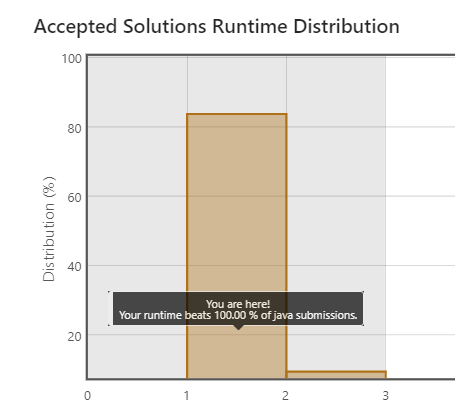 Accepted Solutions Runtime Distribution
100
80
60
40
20
Distribution (%)
You are here!
Your runtime beats 100.00 % of java submissions.
0 1 2 3